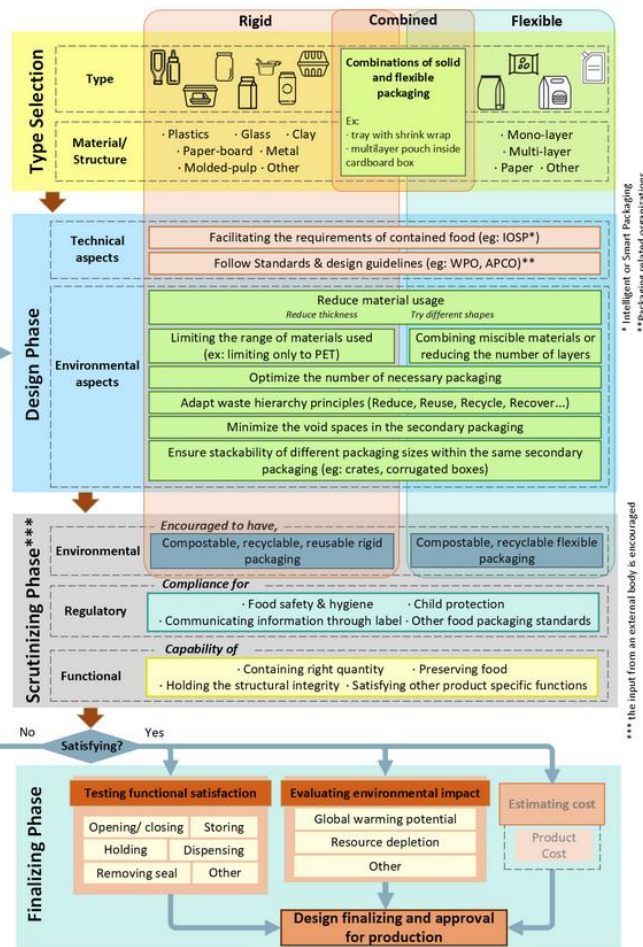 Rigid
Combined
Flexible
Type Selection
Type
Combinations of solid
and flexible
packaging
Ex:
· tray with shrink wrap
· multilayer pouch inside
cardboard box
Material/
Structure
· Plastics · Glass · Clay
· Paper-board · Metal
· Molded-pulp · Other
· Mono-layer
· Multi-layer
· Paper · Other
Design Phase
Technical
aspects
Facilitating the requirements of contained food (eg: IOSP*)
Follow Standards & design guidelines (eg: WPO, APCO)**
* Intelligent or Smart Packaging
**Packaging related organizations
Environmental
aspects
Reduce material usage
Reduce thickness Try different shapes
Limiting the range of materials used
(ex: limiting only to PET)
Combining miscible materials or
reducing the number of layers
Optimize the number of necessary packaging
Adapt waste hierarchy principles (Reduce, Reuse, Recycle, Recover...)
Minimize the void spaces in the secondary packaging
Ensure stackability of different packaging sizes within the same secondary
packaging (eg: crates, corrugated boxes)
Scrutinizing Phase***
Environmental
Encouraged to have,
Compostable, recyclable, reusable rigid
packaging
Compostable, recyclable flexible
packaging
Regulatory
Compliance for
· Food safety & hygiene · Child protection
· Communicating information through label · Other food packaging standards
Functional
Capability of
· Containing right quantity · Preserving food
· Holding the structural integrity · Satisfying other product specific functions
*** the input from an external body is encouraged
No
Satisfying?
Yes
Finalizing Phase
Testing functional satisfaction
Opening/ closing
Storing
Holding
Dispensing
Removing seal
Other
Evaluating environmental impact
Global warming potential
Resource depletion
Other
Estimating cost
Product
Cost
Design finalizing and approval
for production